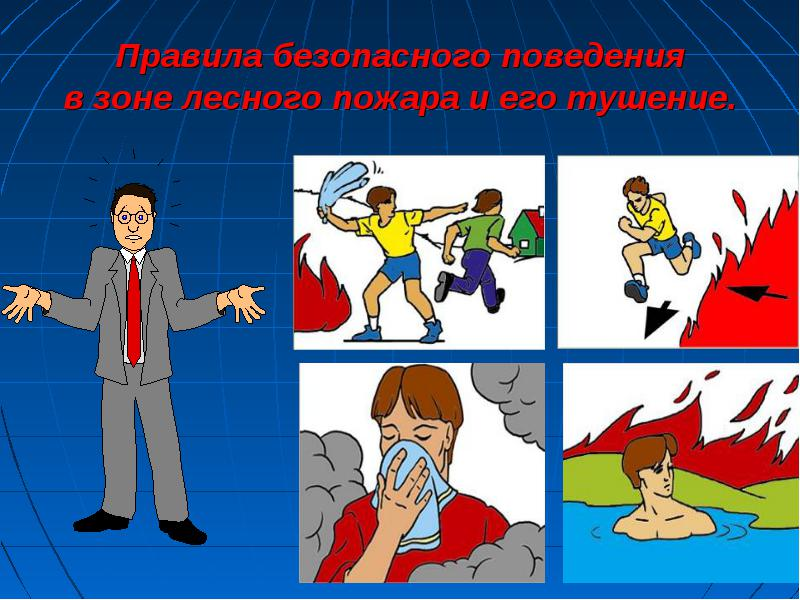 Правила безопасного поведения
в зоне лесного пожара и его тушение.